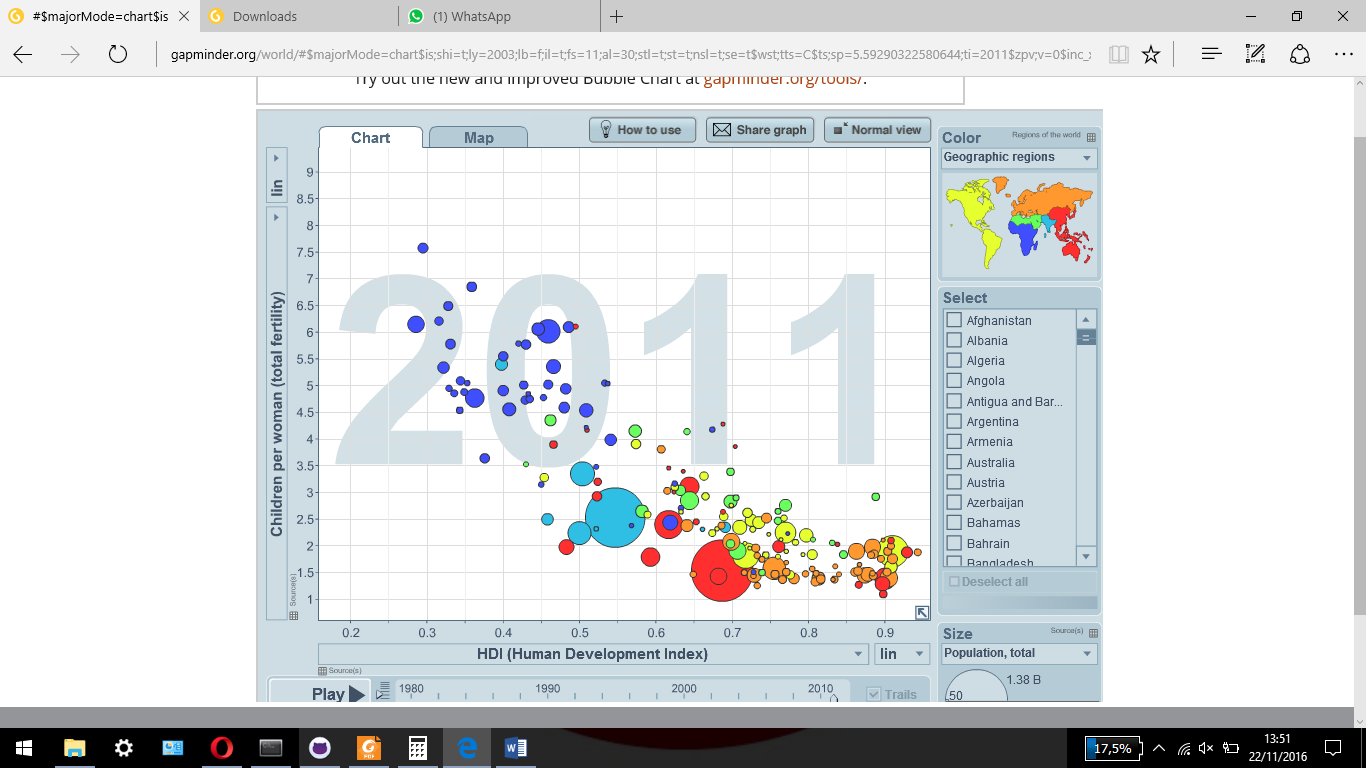 #$majorMode=chart$is
Downloads
(1) WhatsApp
gapminder.org/world/#$majorMode=chart$is;shi=t;ly=2003;lb=f;il=t;fs=11;al=30;stl=t;st=t;nsl=t;se=t$wst;tts=C$ts;sp=5.59290322580644;ti=2011$zpv;v=0$inc_x
Try out the new and improved Bubble Chart at gapminder.org/tools/.
Chart
Map
How to use
Share graph
Normal view
Color
Regions of the world
Geographic regions
lin
Children per woman (total fertility)
Source(s)
9
8.5
8
7.5
7
6.5
6
5.5
5
4.5
4
3.5
3
2.5
2
1.5
1
2011
0.2 0.3 0.4 0.5 0.6 0.7 0.8 0.9
HDI (Human Development Index)
lin
Source(s)
Play
1980 1990 2000 2010
Trails
Select
Afghanistan
Albania
Algeria
Angola
Antigua and Bar...
Argentina
Armenia
Australia
Austria
Azerbaijan
Bahamas
Bahrain
Bangladesh
Deselect all
Size
Source(s)
Population, total
1.38 B
50
17,5%
13:51
22/11/2016